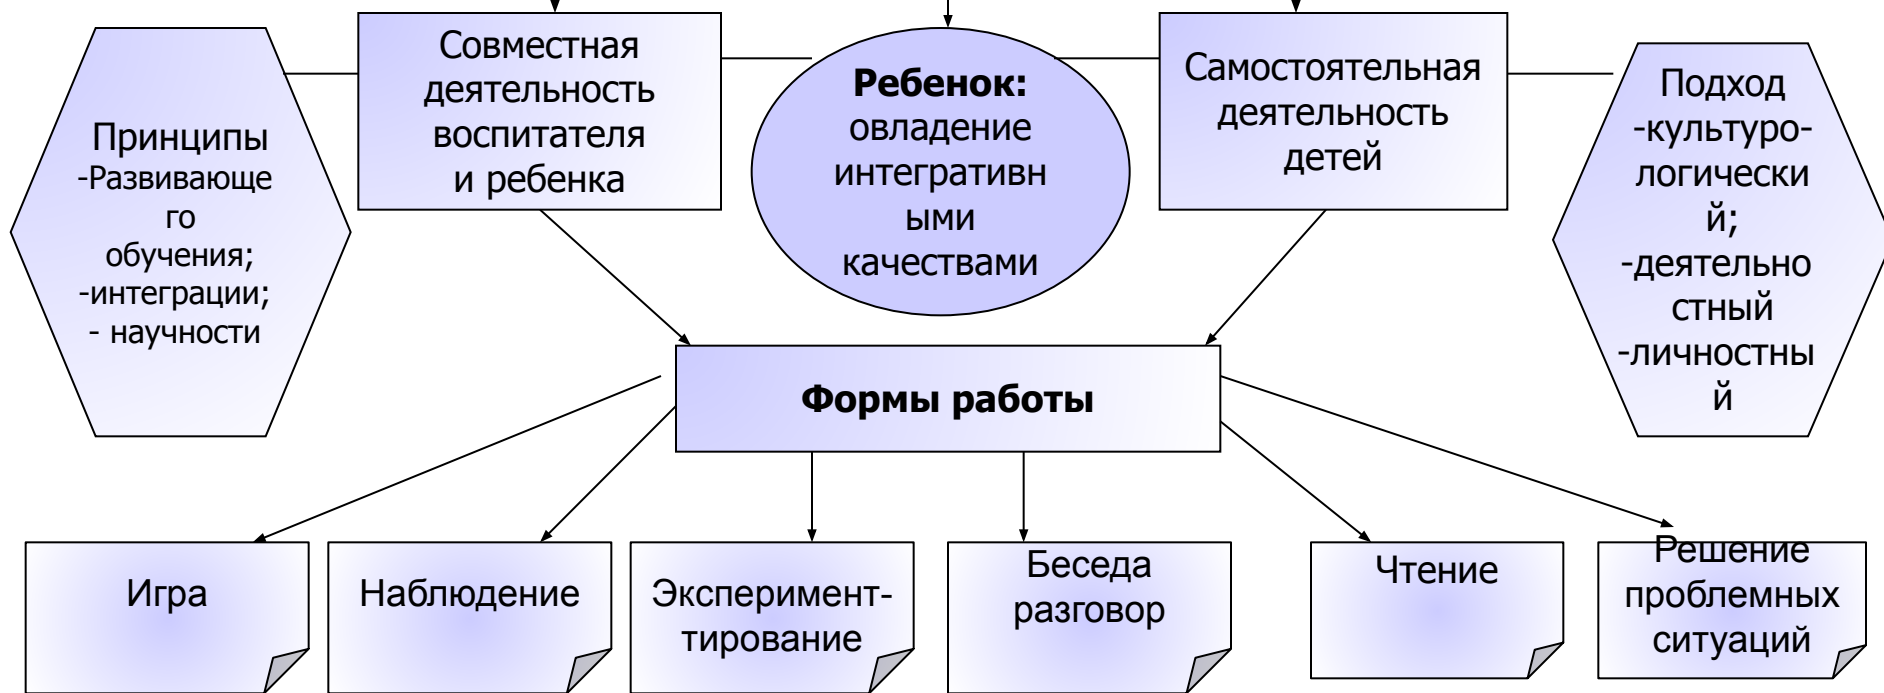 Принципы
-Развивающе
го
обучения;
-интеграции;
- научности
Совместная
деятельность
воспитателя
и ребенка
Ребенок:
овладение
интегративн
ыми
качествами
Самостоятельная
деятельность
детей
Подход
-культуро-
логически
й;
-деятельно
стный
-личностны
й
Формы работы
Игра
Наблюдение
Эксперимент-
тирование
Беседа
разговор
Чтение
Решение
проблемных
ситуаций